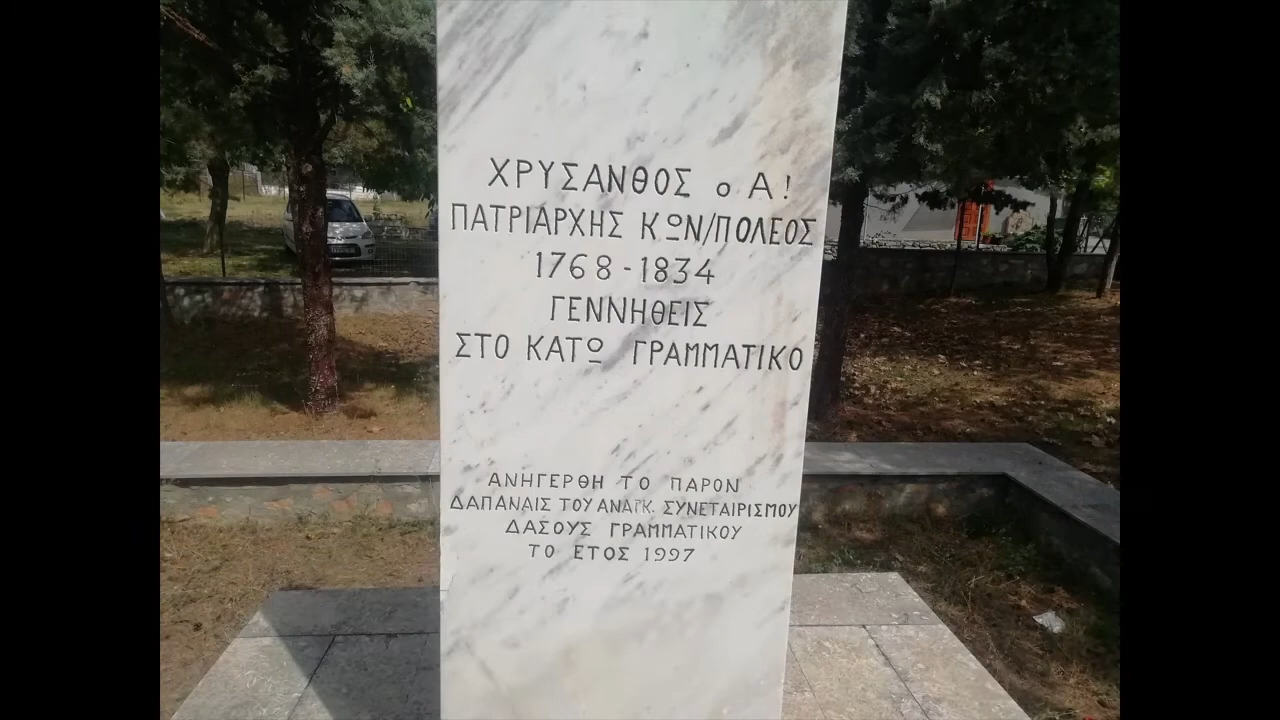 ΧΡΥΣΑΝΘΟΣ ο Α!
ΠΑΤΡΙΑΡΧΗΣ ΚΩΝ/ΠΟΛΕΟΣ
1768-1834
ΓΕΝΝΗΘΕΙΣ
ΣΤΟ ΚΑΤΩ ΓΡΑΜΜΑΤΙΚΟ
ΑΝΗΓΕΡΘΗ ΤΟ ΠΑΡΟΝ
ΔΑΠΑΝΑΙΣ ΤΟΥ ΑΝΑΓΚ. ΣΥΝΕΤΑΙΡΙΣΜΟΥ
ΔΑΣΟΥΣ ΓΡΑΜΜΑΤΙΚΟΥ
ΤΟ ΕΤΟΣ 1997